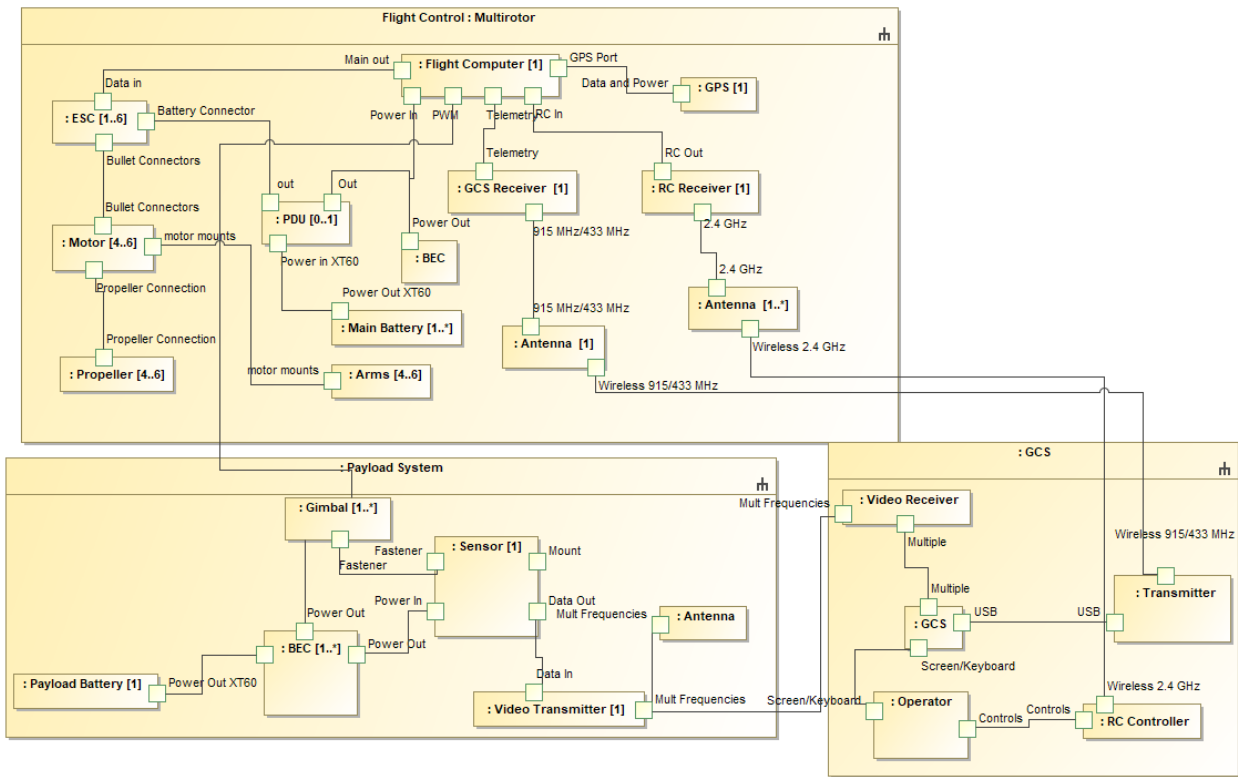 Flight Control : Multirotor
Main out
: Flight Computer [1]
GPS Port
Data and Power
: GPS [1]
Data in
: ESC [1..6]
Battery Connector
Power In
PWM
Telemetry
RC In
Bullet Connectors
Telemetry
RC Out
out
Out
: GCS Receiver [1]
: RC Receiver [1]
Bullet Connectors
: PDU [0..1]
: Motor [4..6]
motor mounts
Power Out
915 MHz/433 MHz
2.4 GHz
: BEC
Power in XT60
2.4 GHz
Propeller Connection
Power Out XT60
915 MHz/433 MHz
: Antenna [1..*]
: Main Battery [1..*]
Propeller Connection
: Antenna [1]
Wireless 2.4 GHz
: Propeller [4..6]
motor mounts
: Arms [4..6]
Wireless 915/433 MHz
: Payload System
: Gimbal [1..*]
Fastener
Fastener
: Sensor [1]
Mount
Power In
Data Out
Mult Frequencies
: Antenna
Power Out
: BEC [1..*]
Power Out
: Payload Battery [1]
Power Out XT60
Data In
: Video Transmitter [1]
Mult Frequencies
: GCS
Mult Frequencies
: Video Receiver
Multiple
Wireless 915/433 MHz
Multiple
: GCS
USB
USB
: Transmitter
Screen/Keyboard
Screen/Keyboard
: Operator
Controls
Controls
Wireless 2.4 GHz
: RC Controller